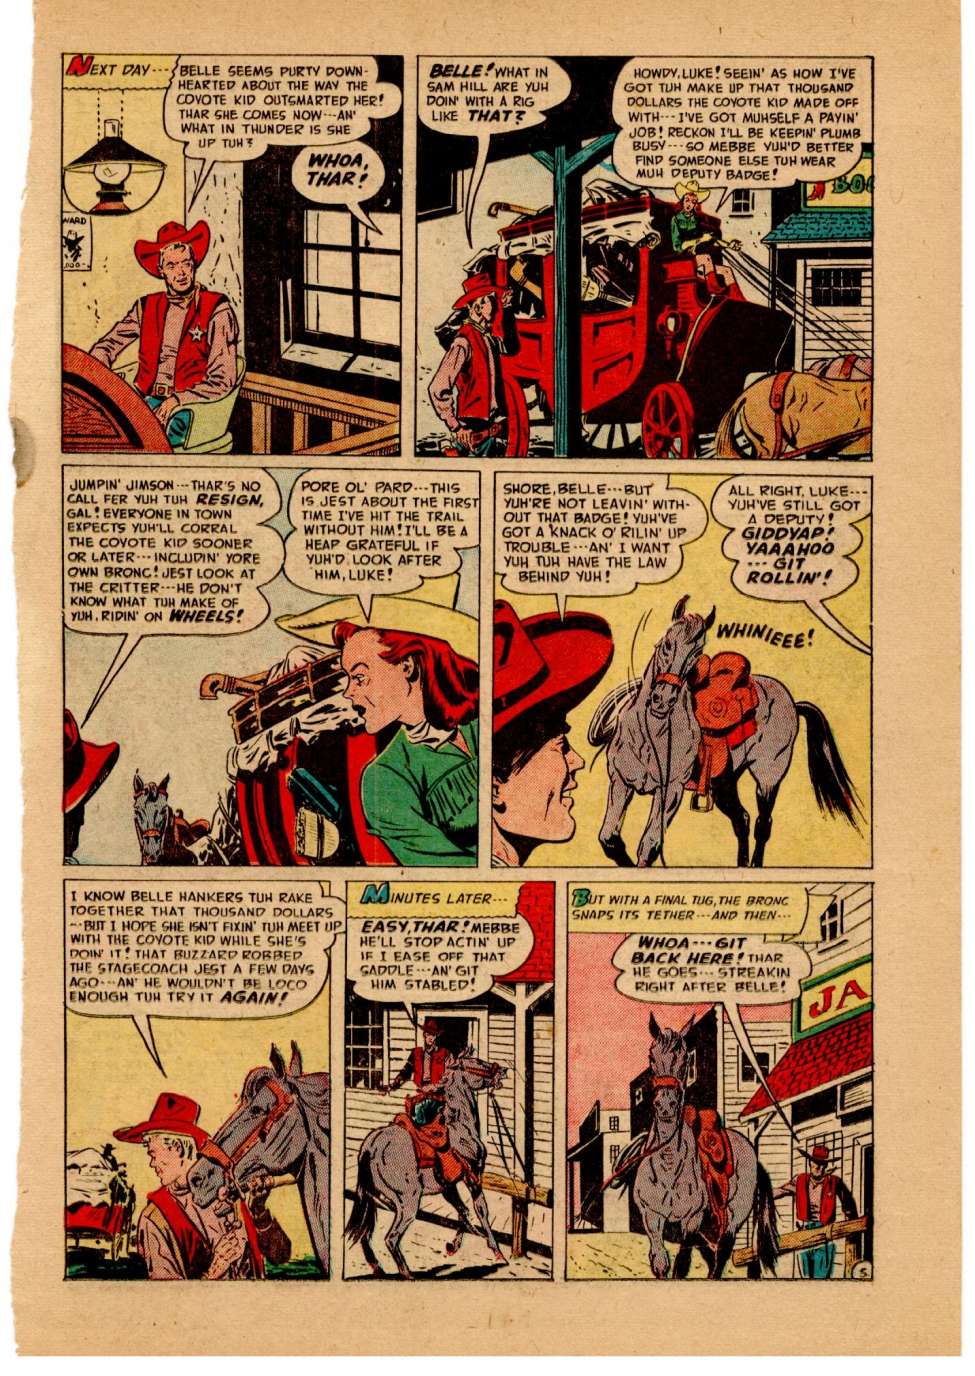 NEXT DAY---
BELLE SEEMS PURTY DOWN-
HEARTED ABOUT THE WAY THE
COYOTE KID OUTSMARTED HER!
THAR SHE COMES NOW---AN'
WHAT IN THUNDER IS SHE
UP TUH?
WHOA,
THAR!
WARD
BELLE! WHAT IN
SAM HILL ARE YUH
DOIN' WITH A RIG
LIKE THAT?
HOWDY, LUKE! SEEIN' AS HOW I'VE
GOT TUH MAKE UP THAT THOUSAND
DOLLARS THE COYOTE KID MADE OFF
WITH---I'VE GOT MUHSELF A PAYIN'
JOB! RECKON I'LL BE KEEPIN' PLUMB
BUSY---SO MEBBE YUH'D BETTER
FIND SOMEONE ELSE TUH WEAR
MUH DEPUTY BADGE!
BOO
JUMPIN' JIMSON---THAR'S NO
CALL FER YUH TUH RESIGN,
GAL! EVERYONE IN TOWN
EXPECTS YUH'LL CORRAL
THE COYOTE KID SOONER
OR LATER---INCLUDIN' YORE
OWN BRONC! JEST LOOK AT
THE CRITTER---HE DON'T
KNOW WHAT TUH MAKE OF
YUH, RIDIN' ON WHEELS!
PORE OL' PARD---THIS
IS JEST ABOUT THE FIRST
TIME I'VE HIT THE TRAIL
WITHOUT HIM! I'LL BE A
HEAP GRATEFUL IF
YUH'D LOOK AFTER
HIM, LUKE!
SHORE, BELLE---BUT
YUH'RE NOT LEAVIN' WITH-
OUT THAT BADGE! YUH'VE
GOT A KNACK O' RILIN' UP
TROUBLE---AN' I WANT
YUH TUH HAVE THE LAW
BEHIND YUH!
ALL RIGHT, LUKE---
YUH'VE STILL GOT
A DEPUTY!
GIDDYAP!
YAAAHOO
---GIT
ROLLIN'!
WHINIEEE!
I KNOW BELLE HANKERS TUH RAKE
TOGETHER THAT THOUSAND DOLLARS
--BUT I HOPE SHE ISN'T FIXIN' TUH MEET UP
WITH THE COYOTE KID WHILE SHE'S
DOIN' IT! THAT BUZZARD ROBBED
THE STAGECOACH JEST A FEW DAYS
AGO---AN' HE WOULDN'T BE LOCO
ENOUGH TUH TRY IT AGAIN!
MINUTES LATER---
EASY, THAR! MEBBE
HE'LL STOP ACTIN' UP
IF I EASE OFF THAT
SADDLE---AN' GIT
HIM STABLED!
BUT WITH A FINAL TUG, THE BRONC
SNAPS ITS TETHER---AND THEN---
WHOA---GIT
BACK HERE! THAR
HE GOES---STREAKIN
RIGHT AFTER BELLE!
JA
5